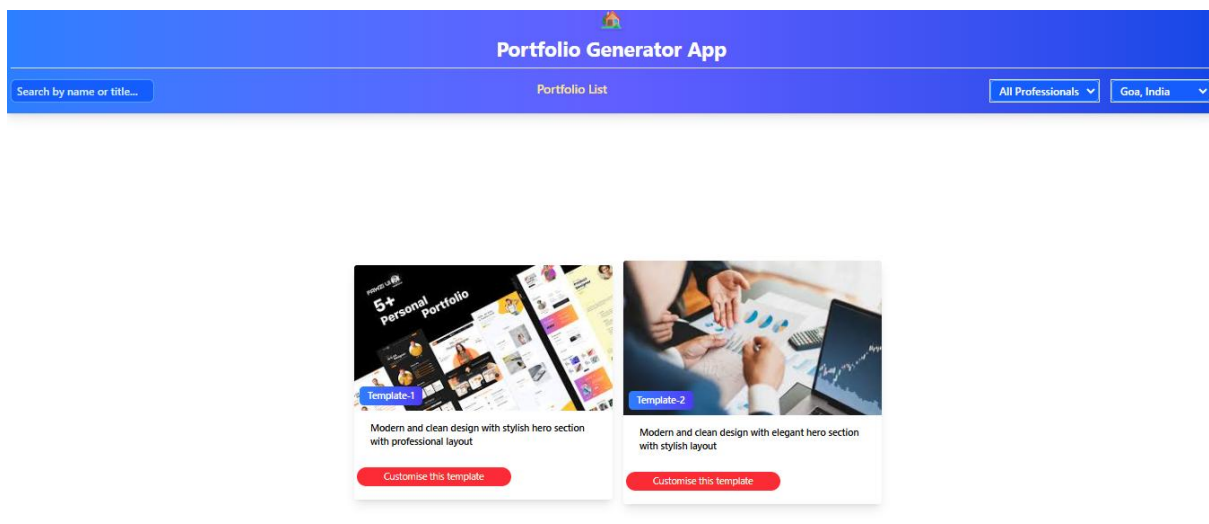 Portfolio Generator App
Search by name or title...
Portfolio List
All Professionals
Goa, India
5+
Personal
Portfolio
Template-1
Modern and clean design with stylish hero section
with professional layout
Customise this template
Template-2
Modern and clean design with elegant hero section
with stylish layout
Customise this template